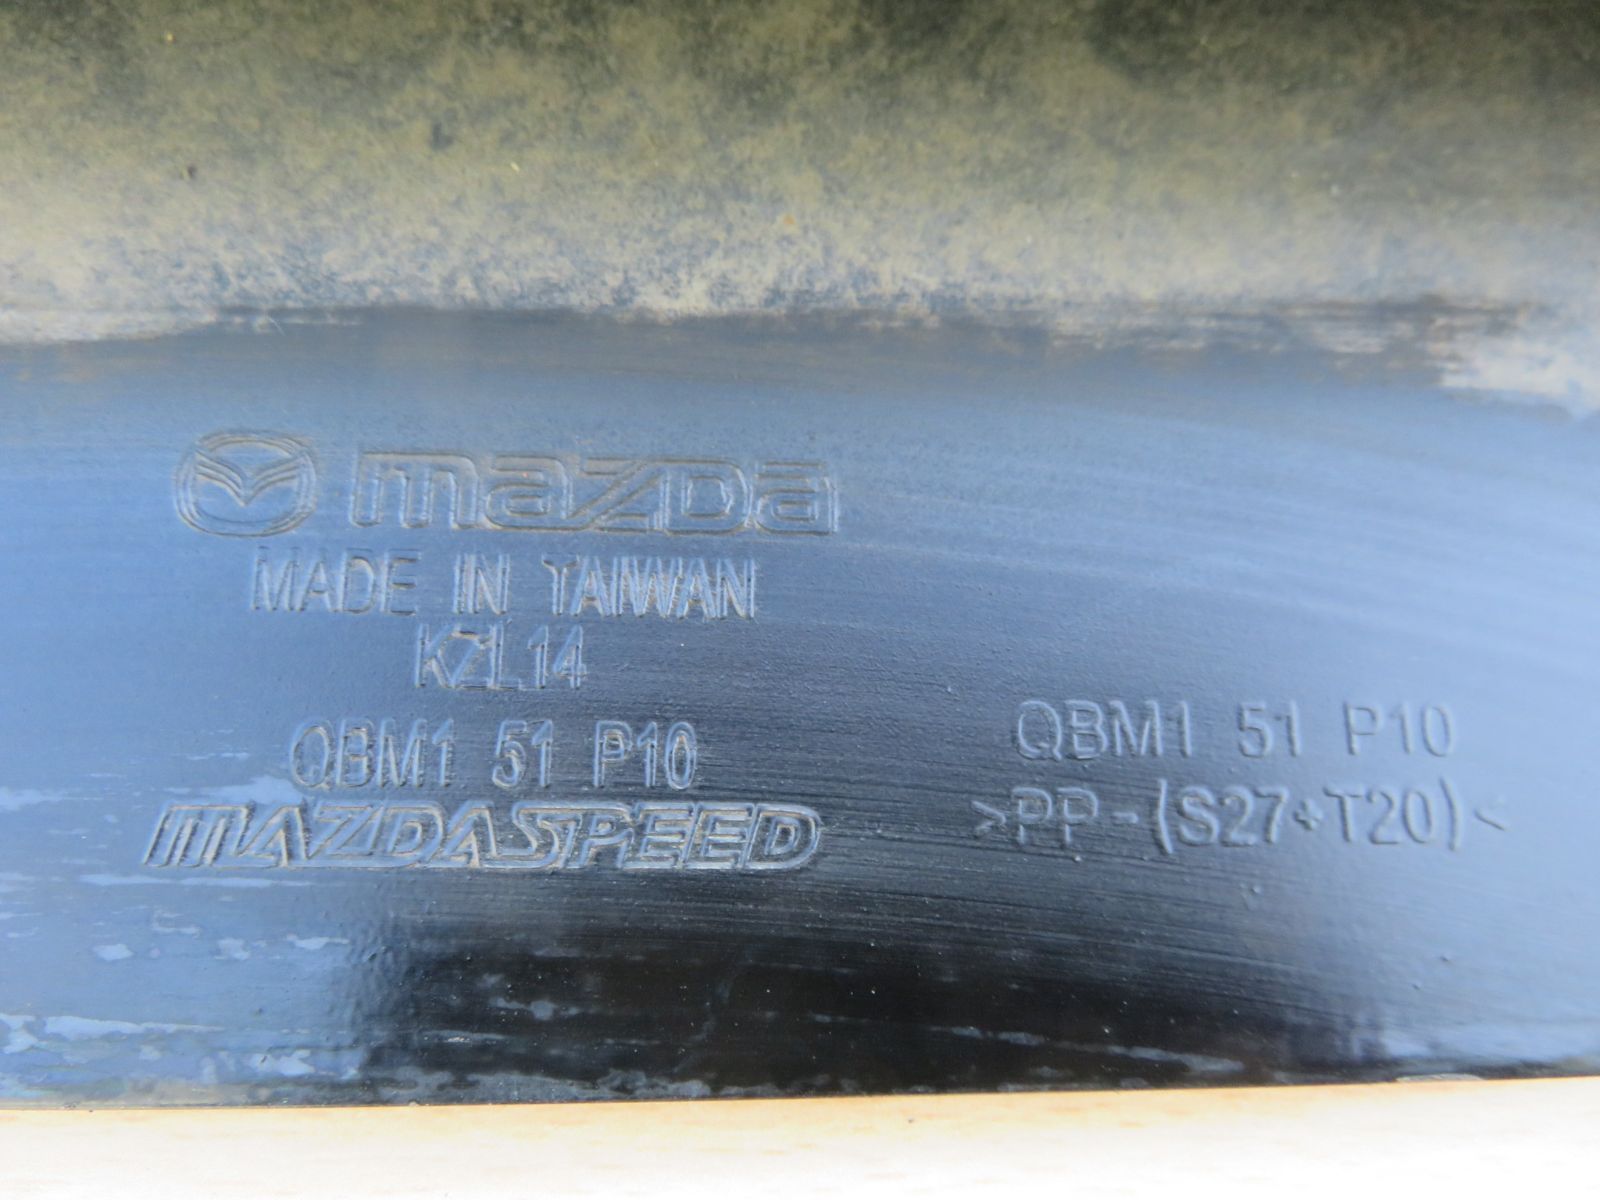 mazda
MADE IN TAIWAN
KZL14
QBM1 51 P10
MAZDASPEED
QBM1 51 P10
>PP-(S27+T20)<